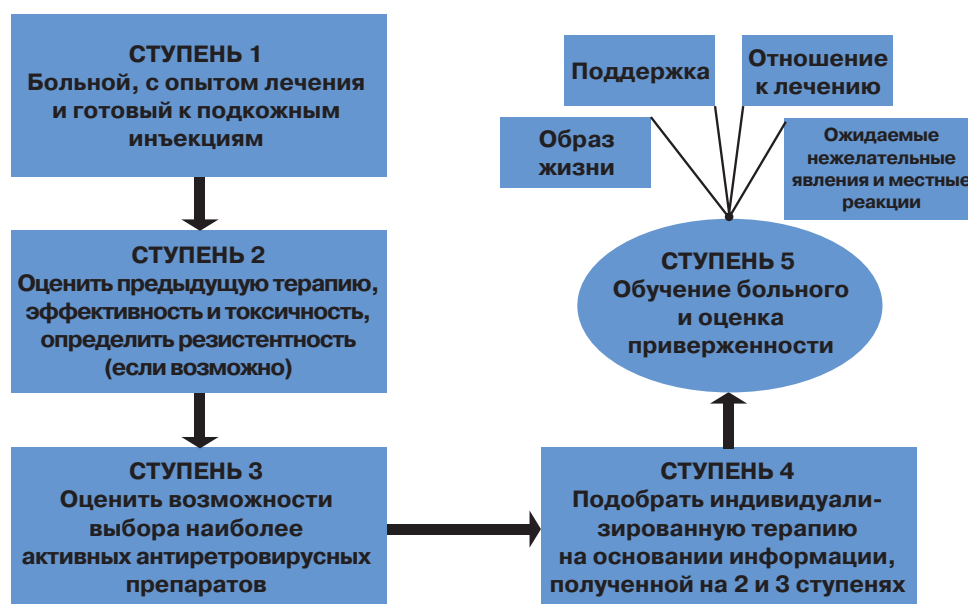 СТУПЕНЬ 1
Больной, с опытом лечения
и готовый к подкожным
инъекциям
СТУПЕНЬ 2
Оценить предыдущую терапию,
эффективность и токсичность,
определить резистентность
(если возможно)
СТУПЕНЬ 3
Оценить возможности
выбора наиболее
активных антиретровирусных
препаратов
СТУПЕНЬ 4
Подобрать индивидуали-
зированную терапию
на основании информации,
полученной на 2 и 3 ступенях
СТУПЕНЬ 5
Обучение больного
и оценка
приверженности
Образ
жизни
Поддержка
Отношение
к лечению
Ожидаемые
нежелательные
явления и местные
реакции